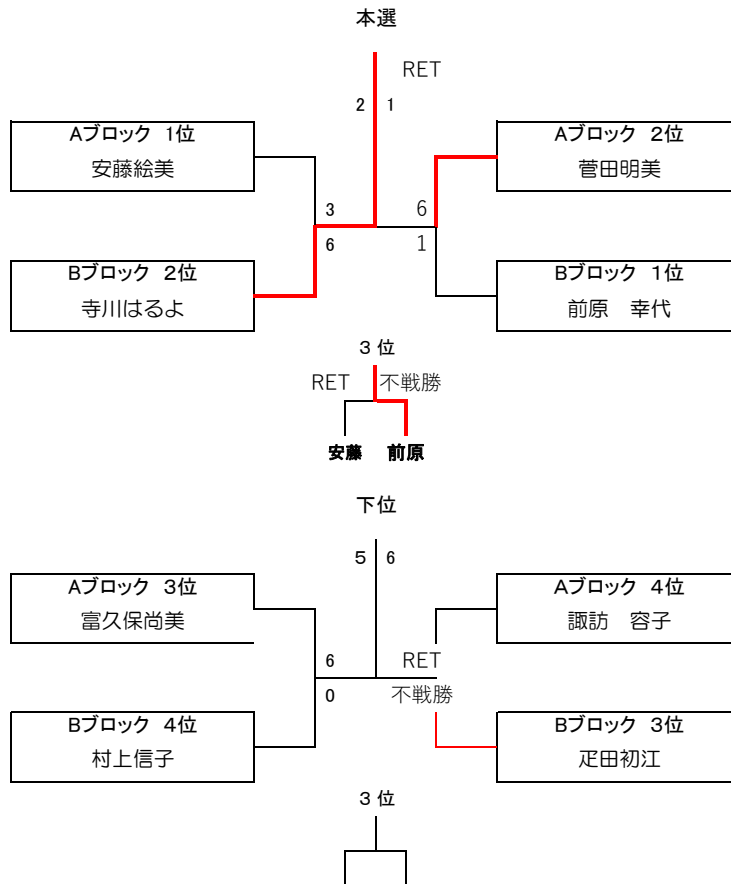 本選
RET
2 1
Aブロック 1位
安藤絵美
Aブロック 2位
菅田明美
3
6
6
1
Bブロック 2位
寺川はるよ
Bブロック 1位
前原 幸代
3位
RET 不戦勝
安藤 前原
下位
5 6
Aブロック 3位
富久保尚美
Aブロック 4位
諏訪 容子
6
0
RET
不戦勝
Bブロック 4位
村上信子
Bブロック 3位
疋田初江
3位